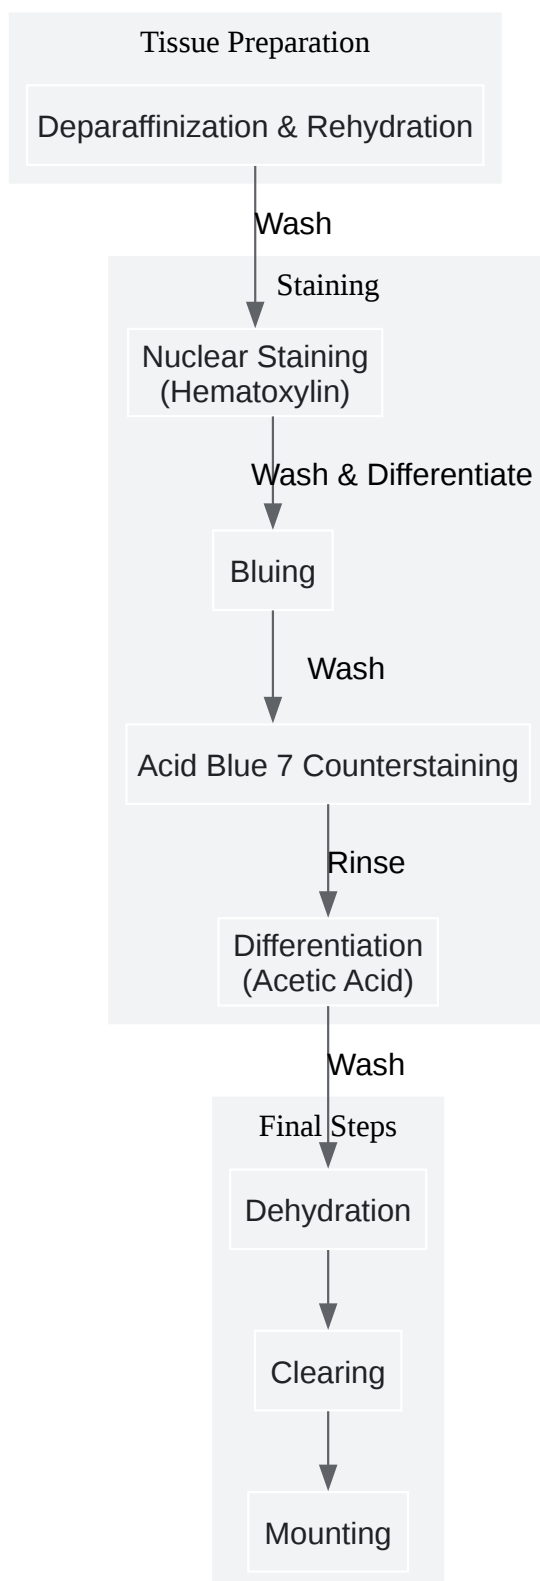 Tissue Preparation
Deparaffinization & Rehydration
Wash
Staining
Nuclear Staining
(Hematoxylin)
Wash & Differentiate
Bluing
Wash
Acid Blue 7 Counterstaining
Rinse
Differentiation
(Acetic Acid)
Wash
Final Steps
Dehydration
Clearing
Mounting